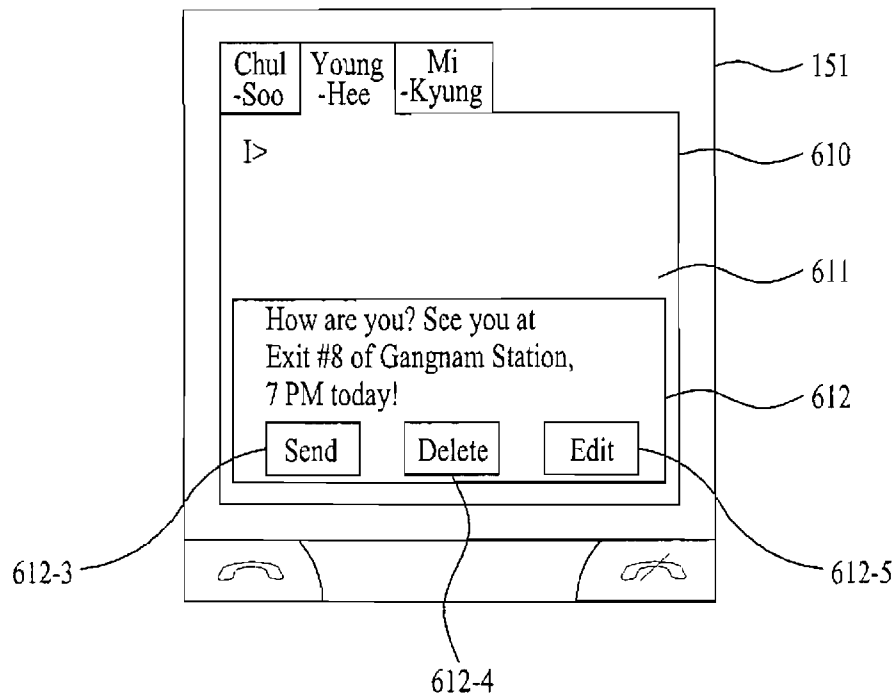 Chul
-Soo
Young
-Hee
Mi
-Kyung
151
I>
610
611
How are you? See you at
Exit #8 of Gangnam Station,
7 PM today!
612
Send
Delete
Edit
612-3
612-5
612-4